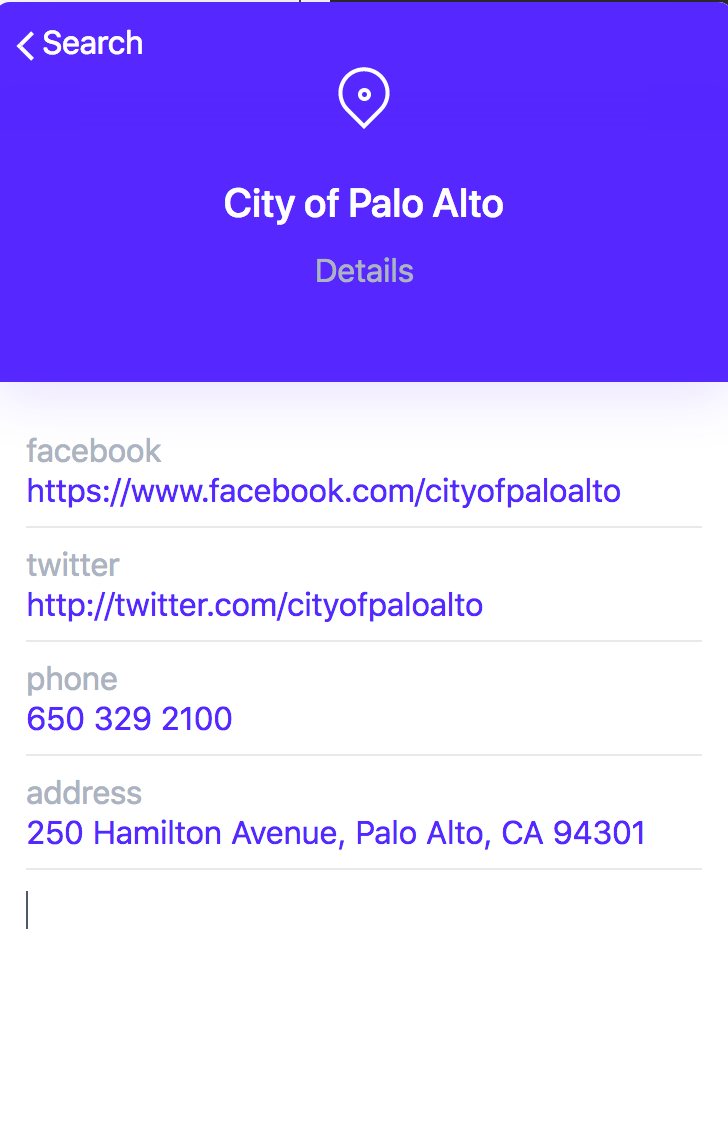 Search
City of Palo Alto
Details
facebook
https://www.facebook.com/cityofpaloalto
twitter
http://twitter.com/cityofpaloalto
phone
650 329 2100
address
250 Hamilton Avenue, Palo Alto, CA 94301